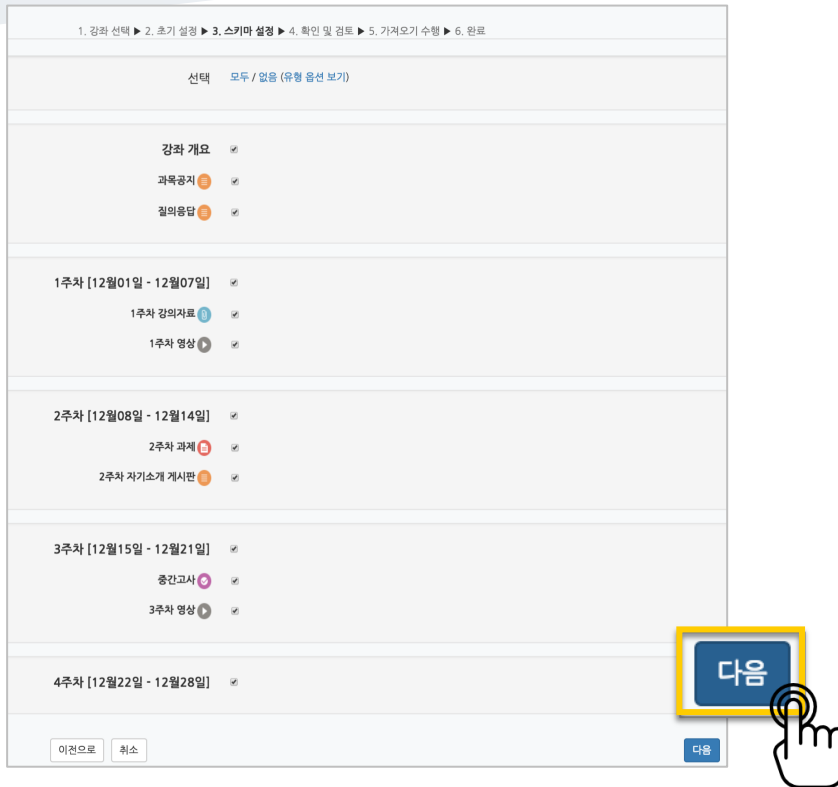 1. 강좌 선택 ▶ 2. 초기 설정 ▶ 3. 스키마 설정 ▶ 4. 확인 및 검토 ▶ 5. 가져오기 수행 ▶ 6. 완료
선택 모두 / 없음 (유형 옵션 보기)
강좌 개요
과목공지
질의응답
1주차 [12월01일 - 12월07일]
1주차 강의자료
1주차 영상
2주차 [12월08일 - 12월14일]
2주차 과제
2주차 자기소개 게시판
3주차 [12월15일 - 12월21일]
중간고사
3주차 영상
4주차 [12월22일 - 12월28일]
다음
이전으로 취소 다음